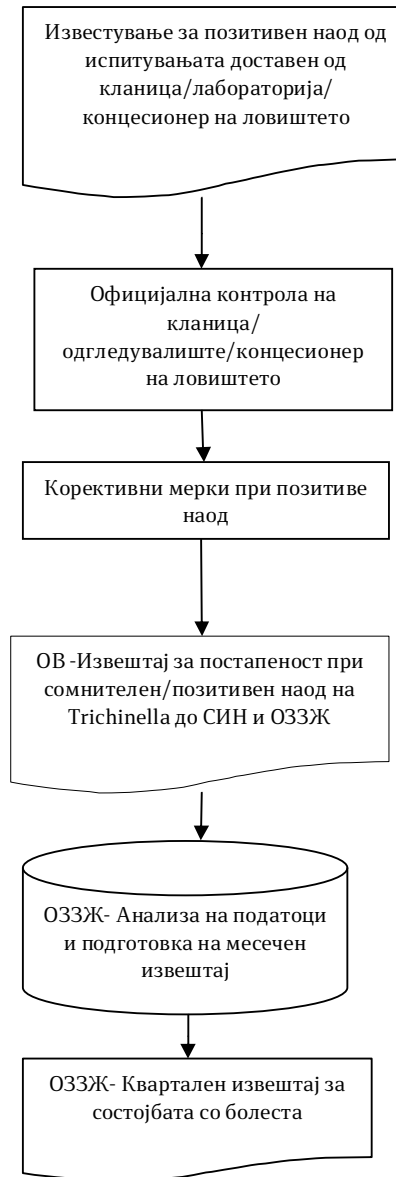 Известување за позитивен наод од
испитувањата доставен од
кланица/лабораторија/
концесионер на ловиштето
Официјална контрола на
кланица/
одгледувалиште/концесионер
на ловиштето
Корективни мерки при позитиве
наод
ОВ -Извештај за постапеност при
сомнителен/позитивен наод на
Trichinella до СИН и ОЗЗЖ
ОЗЗЖ- Анализа на податоци
и подготовка на месечен
извештај
ОЗЗЖ- Квартален извештај за
состојбата со болеста